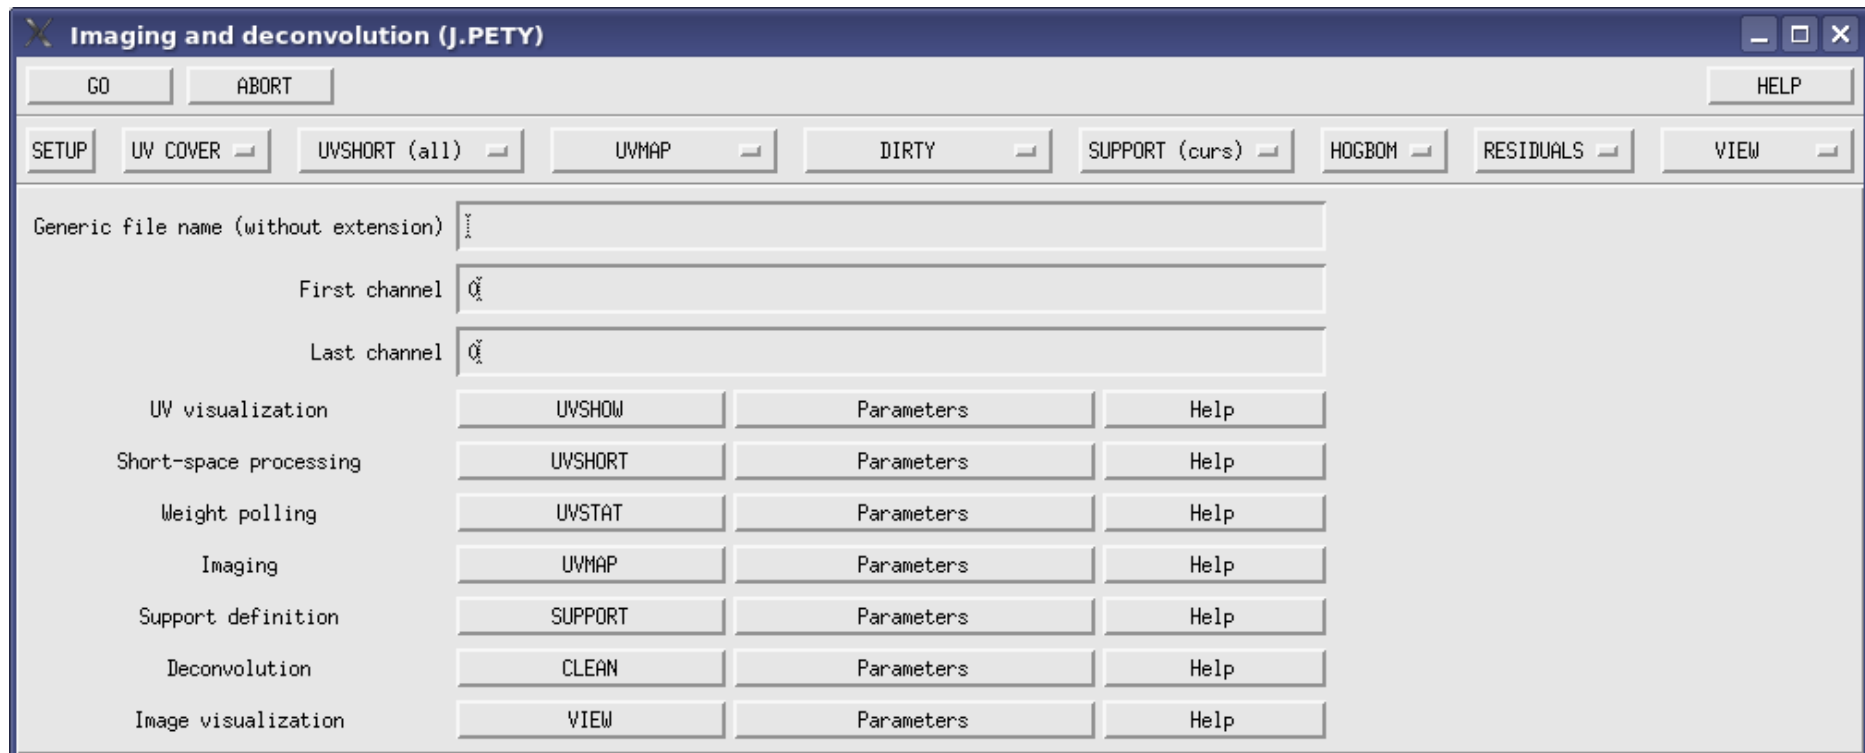 Imaging and deconvolution (J.PETY)
GO ABORT HELP
SETUP UV COVER UVSHORT (all) UVMAP DIRTY SUPPORT (curs) HOGBOM RESIDUALS VIEW
Generic file name (without extension)
First channel 0
Last channel 0
UV visualization UVSHOW Parameters Help
Short-space processing UVSHORT Parameters Help
Weight polling UVSTAT Parameters Help
Imaging UVMAP Parameters Help
Support definition SUPPORT Parameters Help
Deconvolution CLEAN Parameters Help
Image visualization VIEW Parameters Help